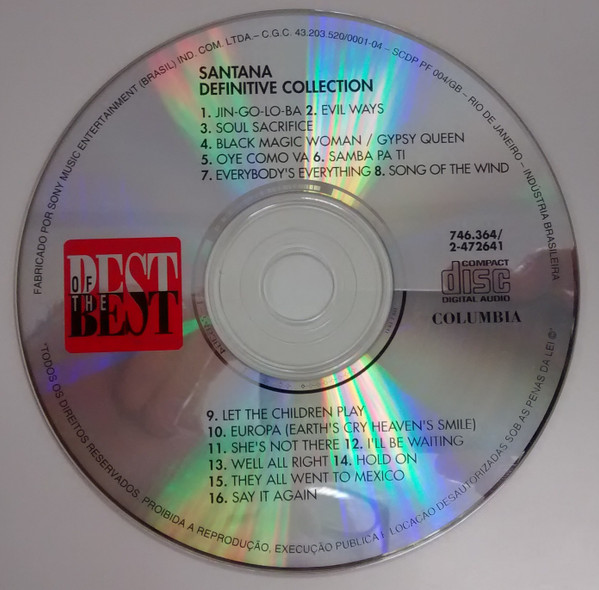 FABRICADO POR SONY MUSIC ENTERTAINMENT (BRASIL) IND. COM. LTDA.– C.G.C. 43.203.520/0001-04 – SCDP.PF 004/GB – RIO DE JANEIRO – INDÚSTRIA BRASILEIRA
SANTANA
DEFINITIVE COLLECTION
1. JIN-GO-LO-BA 2. EVIL WAYS
3. SOUL SACRIFICE
4. BLACK MAGIC WOMAN / GYPSY QUEEN
5. OYE COMO VA 6. SAMBA PA TI
7. EVERYBODY'S EVERYTHING 8. SONG OF THE WIND
BEST
OF
THE
BEST
746.364/
2-472641
COMPACT
disc
DIGITAL AUDIO
COLUMBIA
9. LET THE CHILDREN PLAY
10. EUROPA (EARTH'S CRY HEAVEN'S SMILE)
11. SHE'S NOT THERE 12. I'LL BE WAITING
13. WELL ALL RIGHT 14. HOLD ON
15. THEY ALL WENT TO MEXICO
16. SAY IT AGAIN
TODOS OS DIREITOS RESERVADOS. PROIBIDA A REPRODUÇÃO, EXECUÇÃO PUBLICA E LOCAÇÃO DESAUTORIZADAS SOB AS PENAS DA LEI